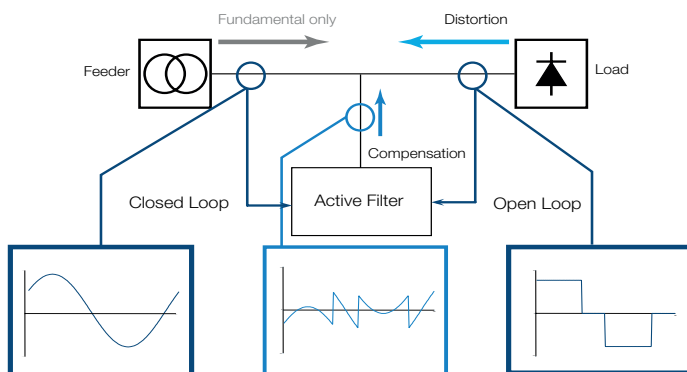 Fundamental only
Distortion
Feeder
Load
Compensation
Closed Loop
Active Filter
Open Loop